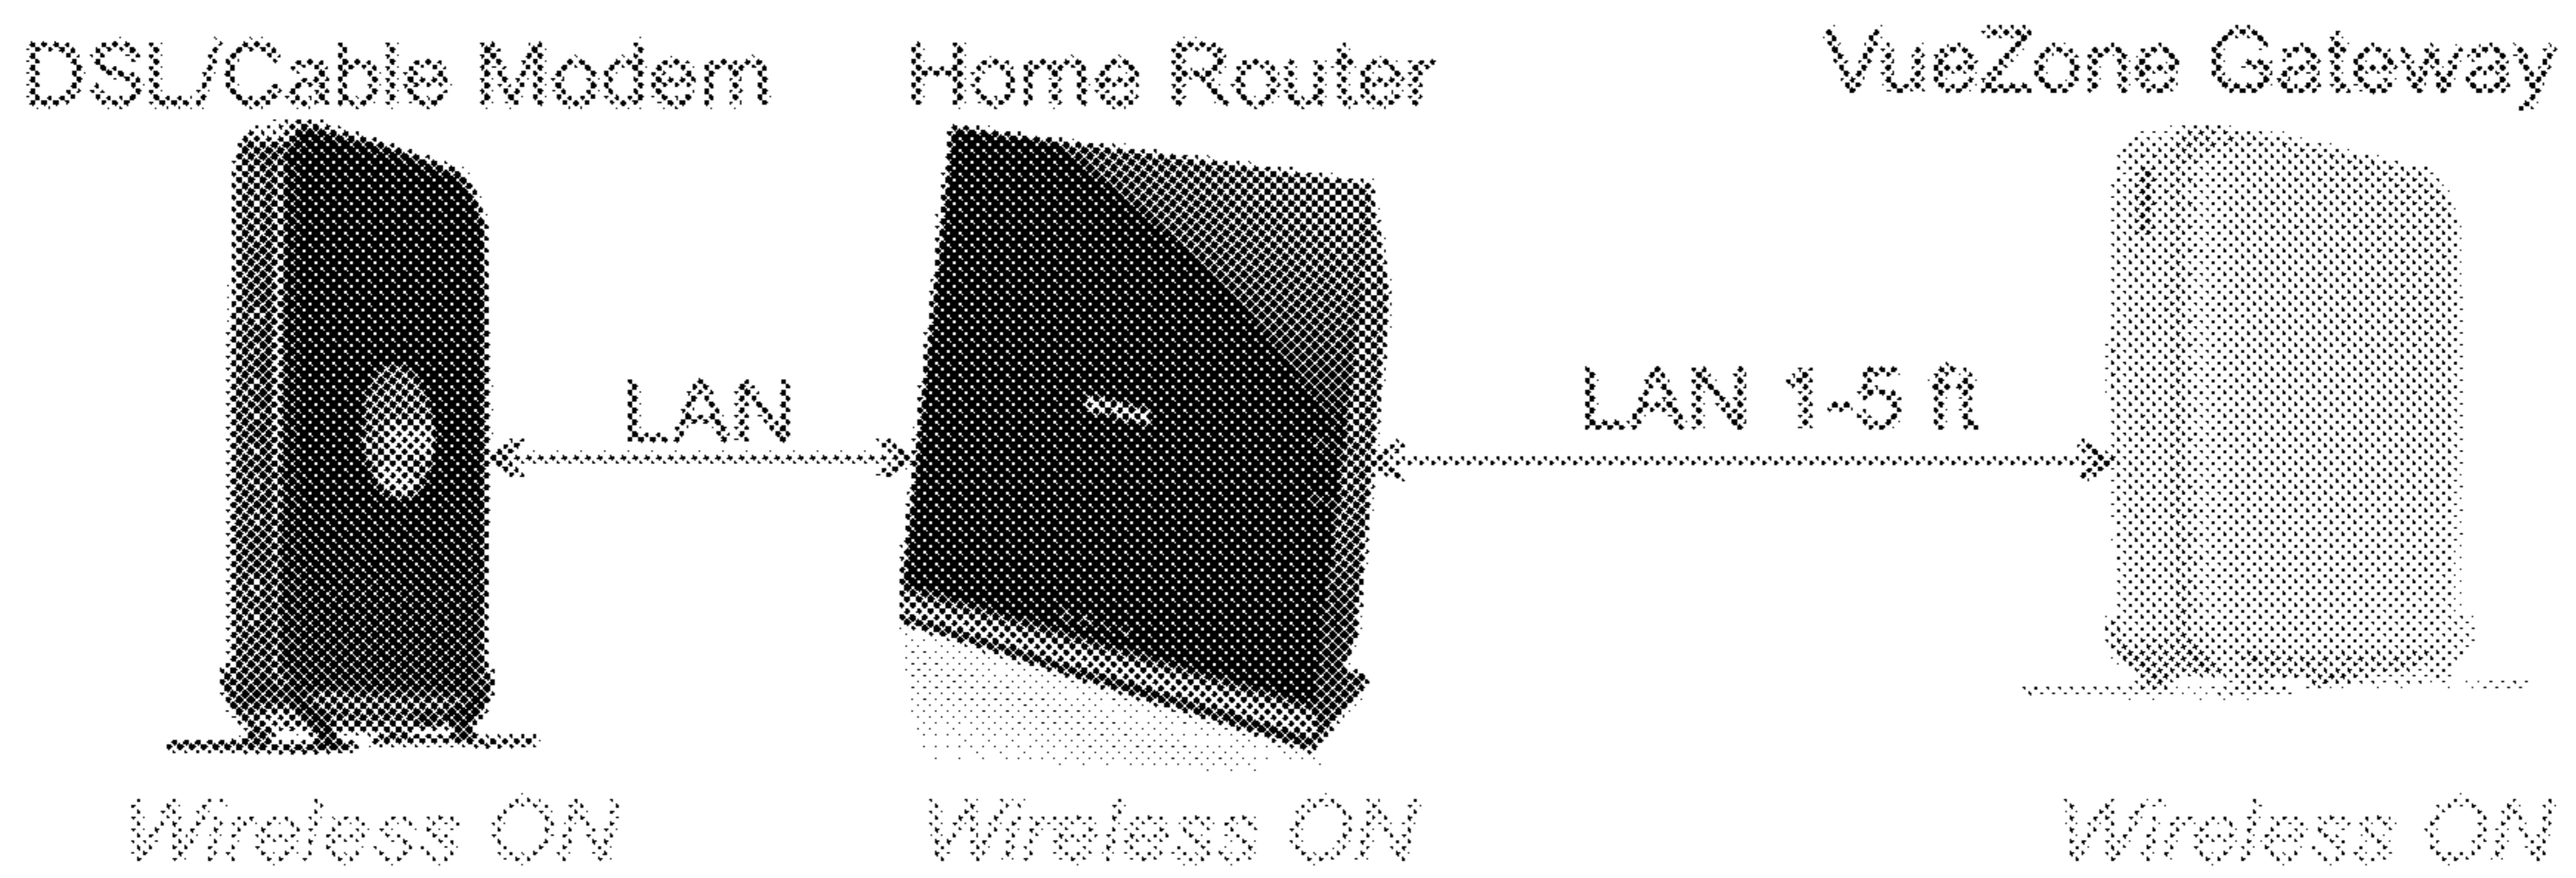 DSL/Cable Modem
Home Router
VueZone Gateway
LAN
LAN 1-5 ft
Wireless ON
Wireless ON
Wireless ON